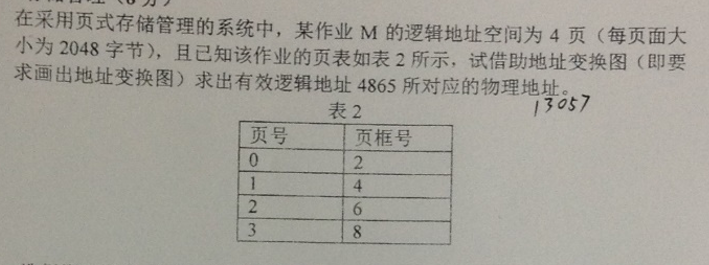 在采用页式存储管理的系统中，某作业 M 的逻辑地址空间为 4 页（每页面大
小为 2048 字节），且已知该作业的页表如表 2 所示，试借助地址变换图（即要
求画出地址变换图）求出有效逻辑地址 4865 所对应的物理地址。
13057
表 2
页号 页框号
0 2
1 4
2 6
3 8